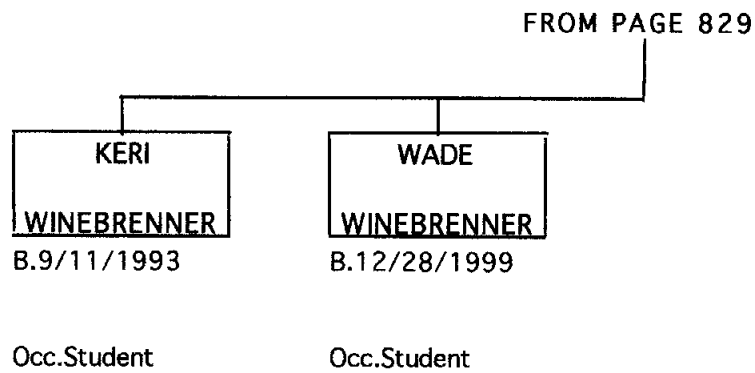 FROM PAGE 829
KERI
WINEBRENNER
B.9/11/1993
Occ.Student
WADE
WINEBRENNER
B.12/28/1999
Occ.Student